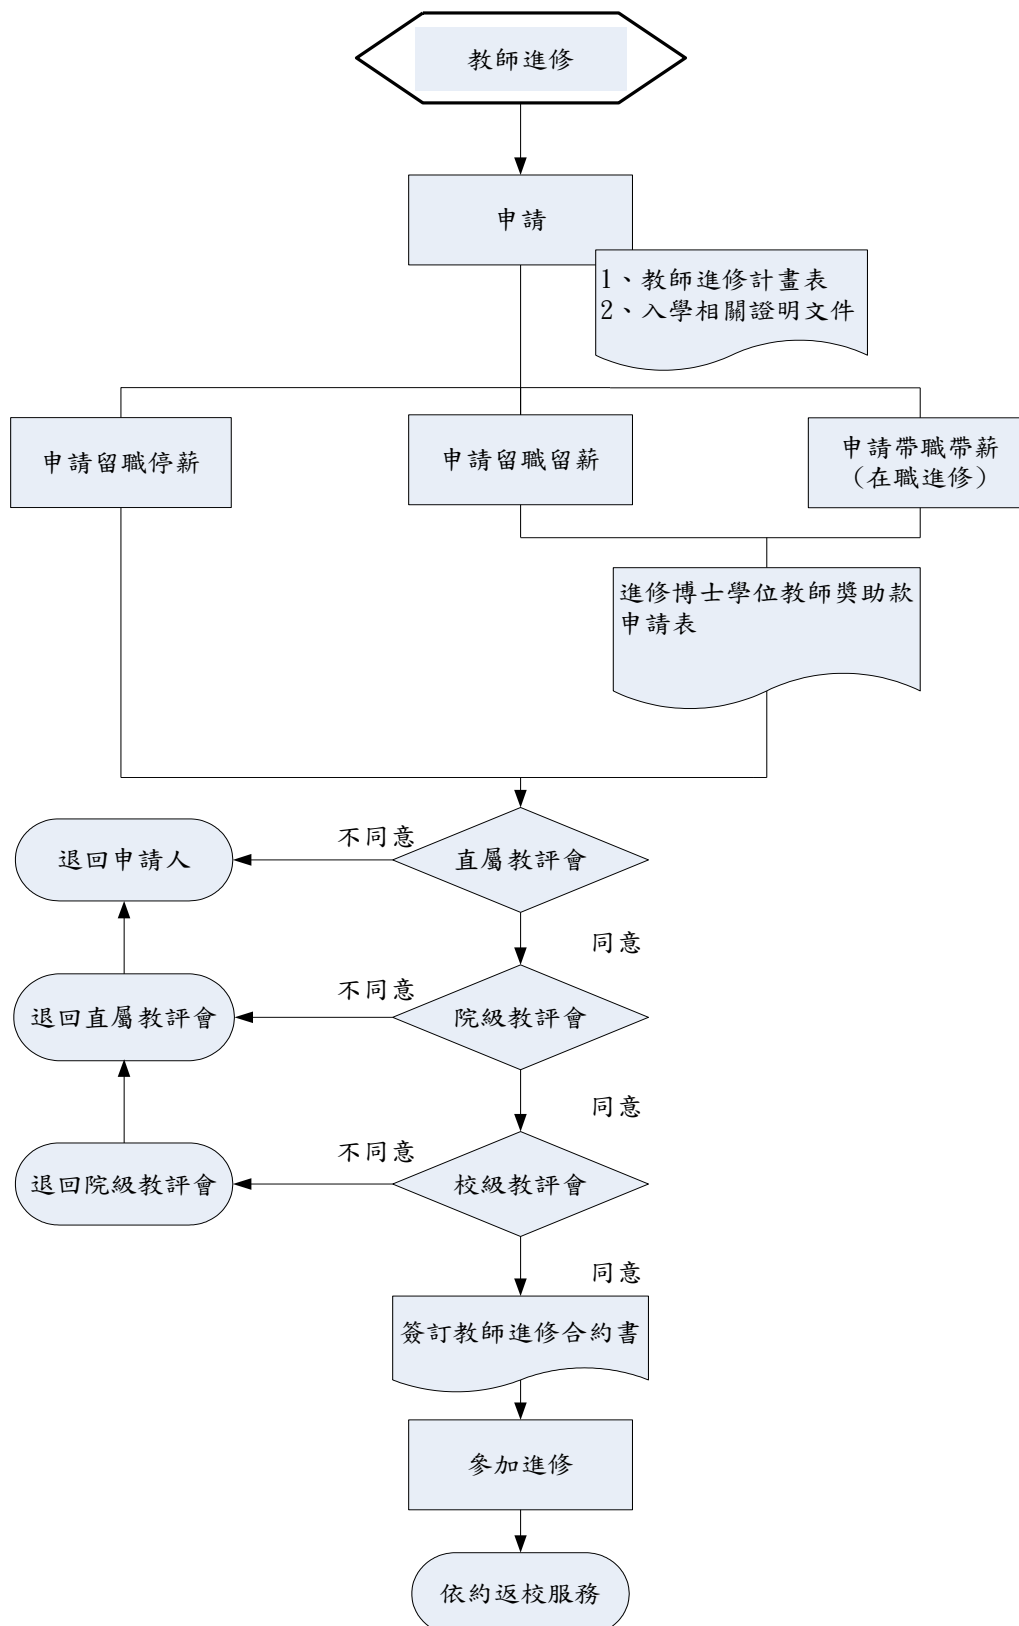 教師進修
申請
1、教師進修計畫表
2、入學相關證明文件
申請留職停薪
申請留職留薪
申請帶職帶薪
（在職進修）
進修博士學位教師獎助款
申請表
不同意
退回申請人
直屬教評會
同意
不同意
退回直屬教評會
院級教評會
同意
不同意
退回院級教評會
校級教評會
同意
簽訂教師進修合約書
參加進修
依約返校服務